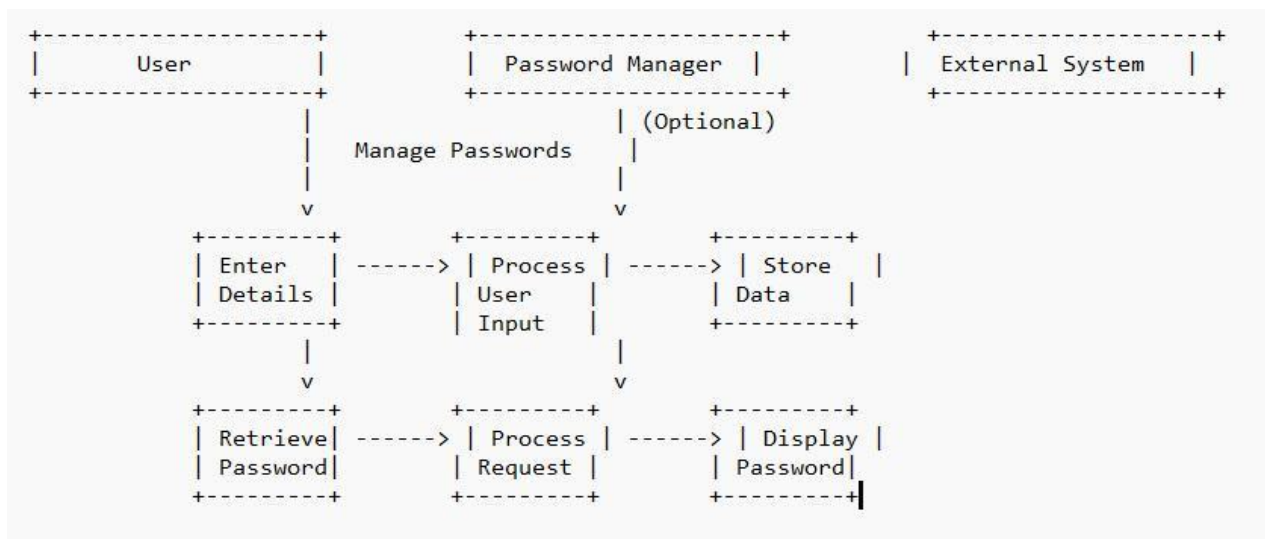 +--------------------+          +----------------------+          +--------------------+
|       User         |          |  Password Manager  |          |  External System   |
+--------------------+          +----------------------+          +--------------------+
                    |                      | (Optional)
                    |   Manage Passwords    |
                    |                      |
                    v                      v
            +---------+        +---------+        +---------+
            | Enter   | ------> | Process | ------> | Store   |
            | Details |        | User    |        | Data    |
            +---------+        | Input   |        +---------+
                    |                      |
                    v                      v
            +---------+        +---------+        +---------+
            | Retrieve| ------> | Process | ------> | Display |
            | Password|        | Request |        | Password|
            +---------+        +---------+        +---------+